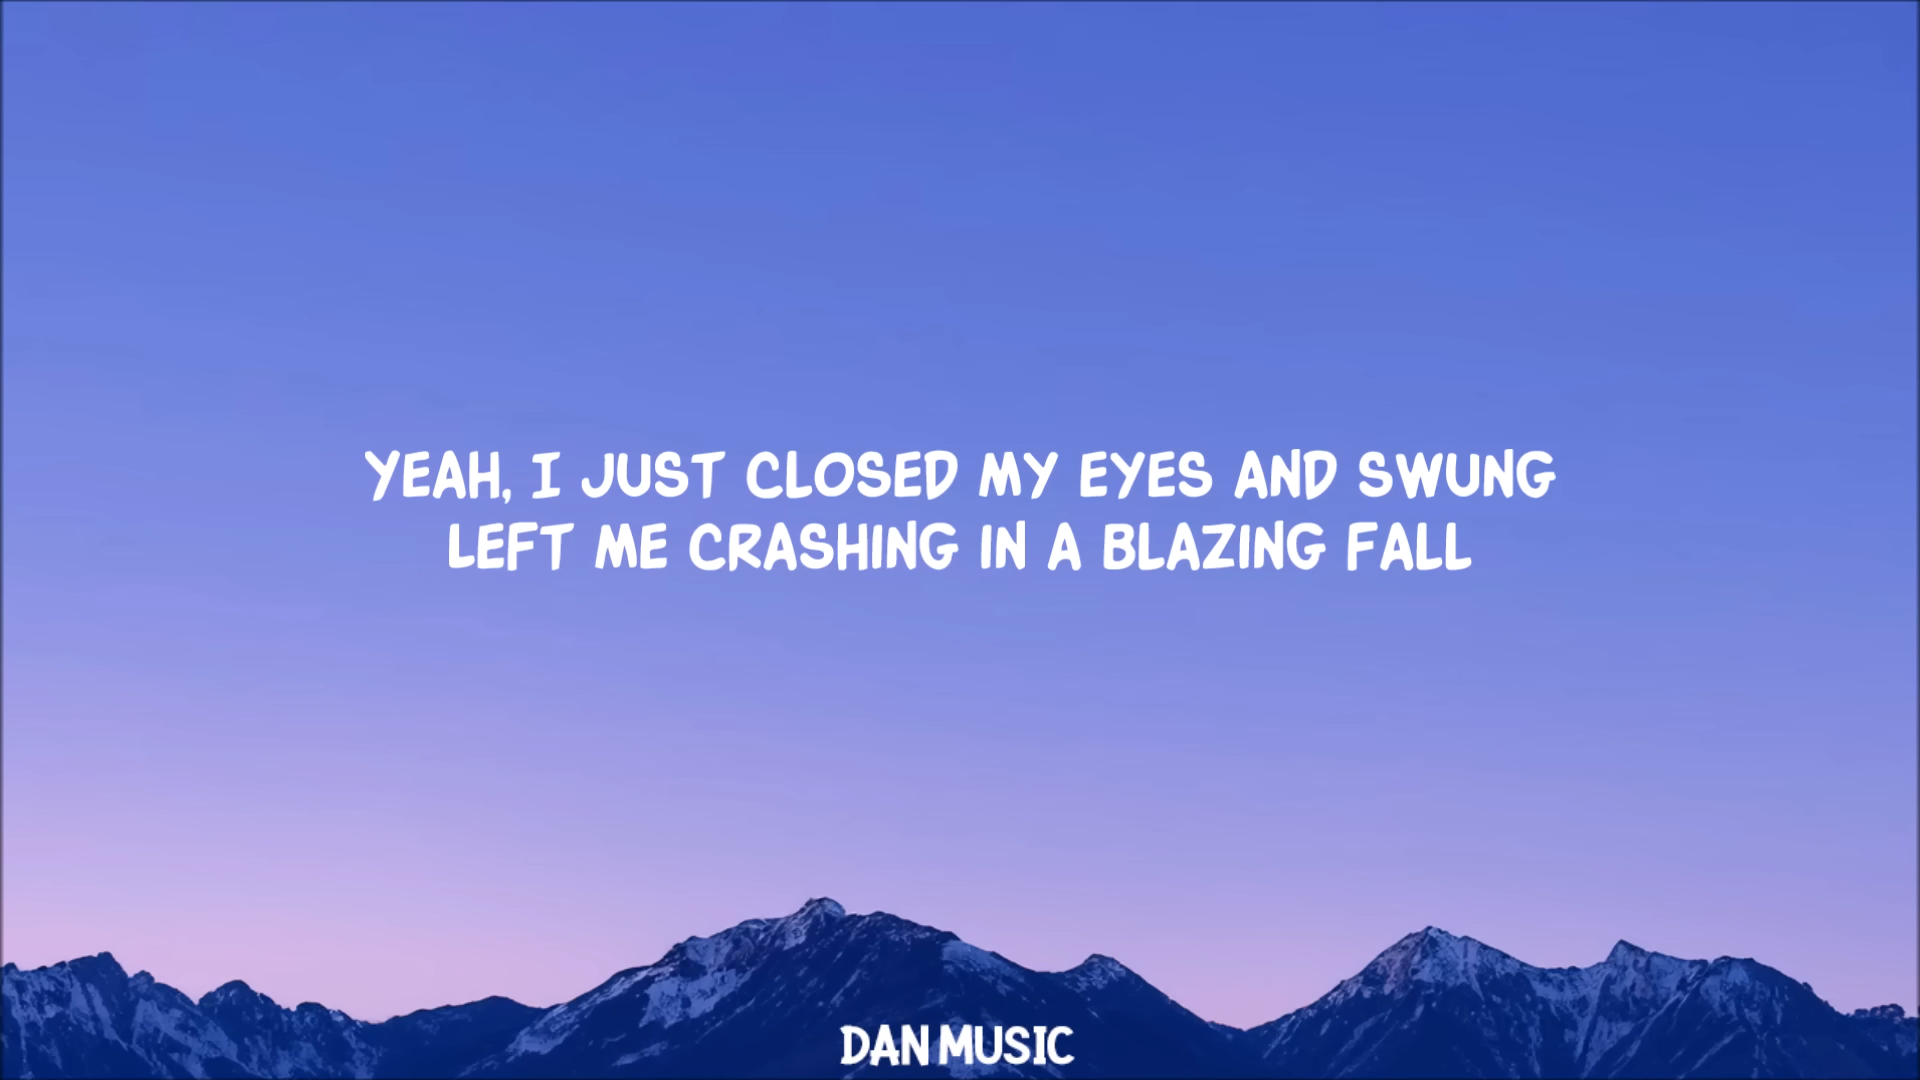 YEAH, I JUST CLOSED MY EYES AND SWUNG
LEFT ME CRASHING IN A BLAZING FALL
DAN MUSIC